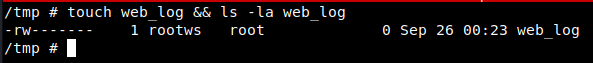 /tmp # touch web_log && ls -la web_log
-rw------- 1 rootws root 0 Sep 26 00:23 web_log
/tmp #